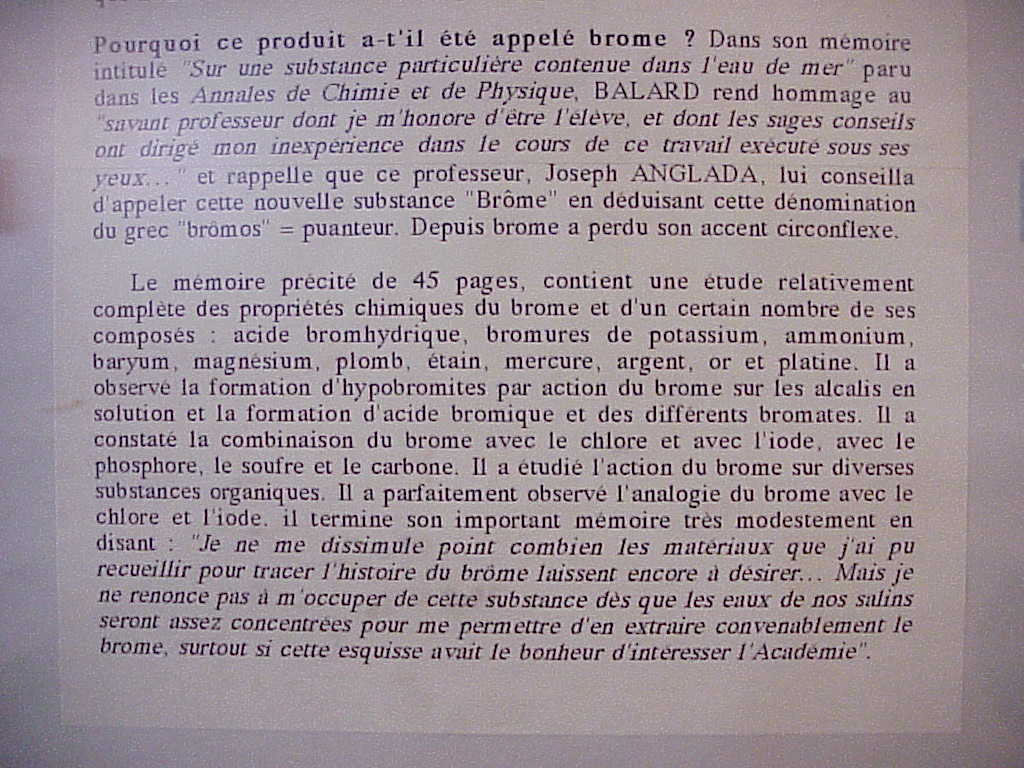 Pourquoi ce produit a-t'il été appelé brome ? Dans son mémoire
intitulé "Sur une substance particulière contenue dans l'eau de mer" paru
dans les Annales de Chimie et de Physique, BALARD rend hommage au
"savant professeur dont je m'honore d'être l'élève, et dont les sages conseils
ont dirigé mon inexpérience dans le cours de ce travail exécuté sous ses
yeux..." et rappelle que ce professeur, Joseph ANGLADA, lui conseilla
d'appeler cette nouvelle substance "Brôme" en déduisant cette dénomination
du grec "brômos" = puanteur. Depuis brome a perdu son accent circonflexe.
Le mémoire précité de 45 pages, contient une étude relativement
complète des propriétés chimiques du brome et d'un certain nombre de ses
composés : acide bromhydrique, bromures de potassium, ammonium,
baryum, magnésium, plomb, étain, mercure, argent, or et platine. Il a
observé la formation d'hypobromites par action du brome sur les alcalis en
solution et la formation d'acide bromique et des différents bromates. Il a
constaté la combinaison du brome avec le chlore et avec l'iode, avec le
phosphore, le soufre et le carbone. Il a étudié l'action du brome sur diverses
substances organiques. Il a parfaitement observé l'analogie du brome avec le
chlore et l'iode. il termine son important mémoire très modestement en
disant : "Je ne me dissimule point combien les matériaux que j'ai pu
recueillir pour tracer l'histoire du brôme laissent encore à désirer... Mais je
ne renonce pas à m'occuper de cette substance dès que les eaux de nos salins
seront assez concentrées pour me permettre d'en extraire convenablement le
brome, surtout si cette esquisse avait le bonheur d'intéresser l'Académie".